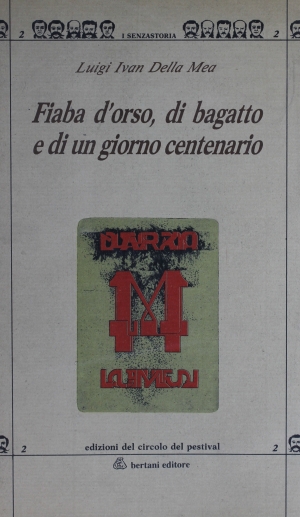 2 I SENZASTORIA 2
Luigi Ivan Della Mea
Fiaba d'orso, di bagatto
e di un giorno centenario
edizioni del circolo del pestival
2 2
bertani editore